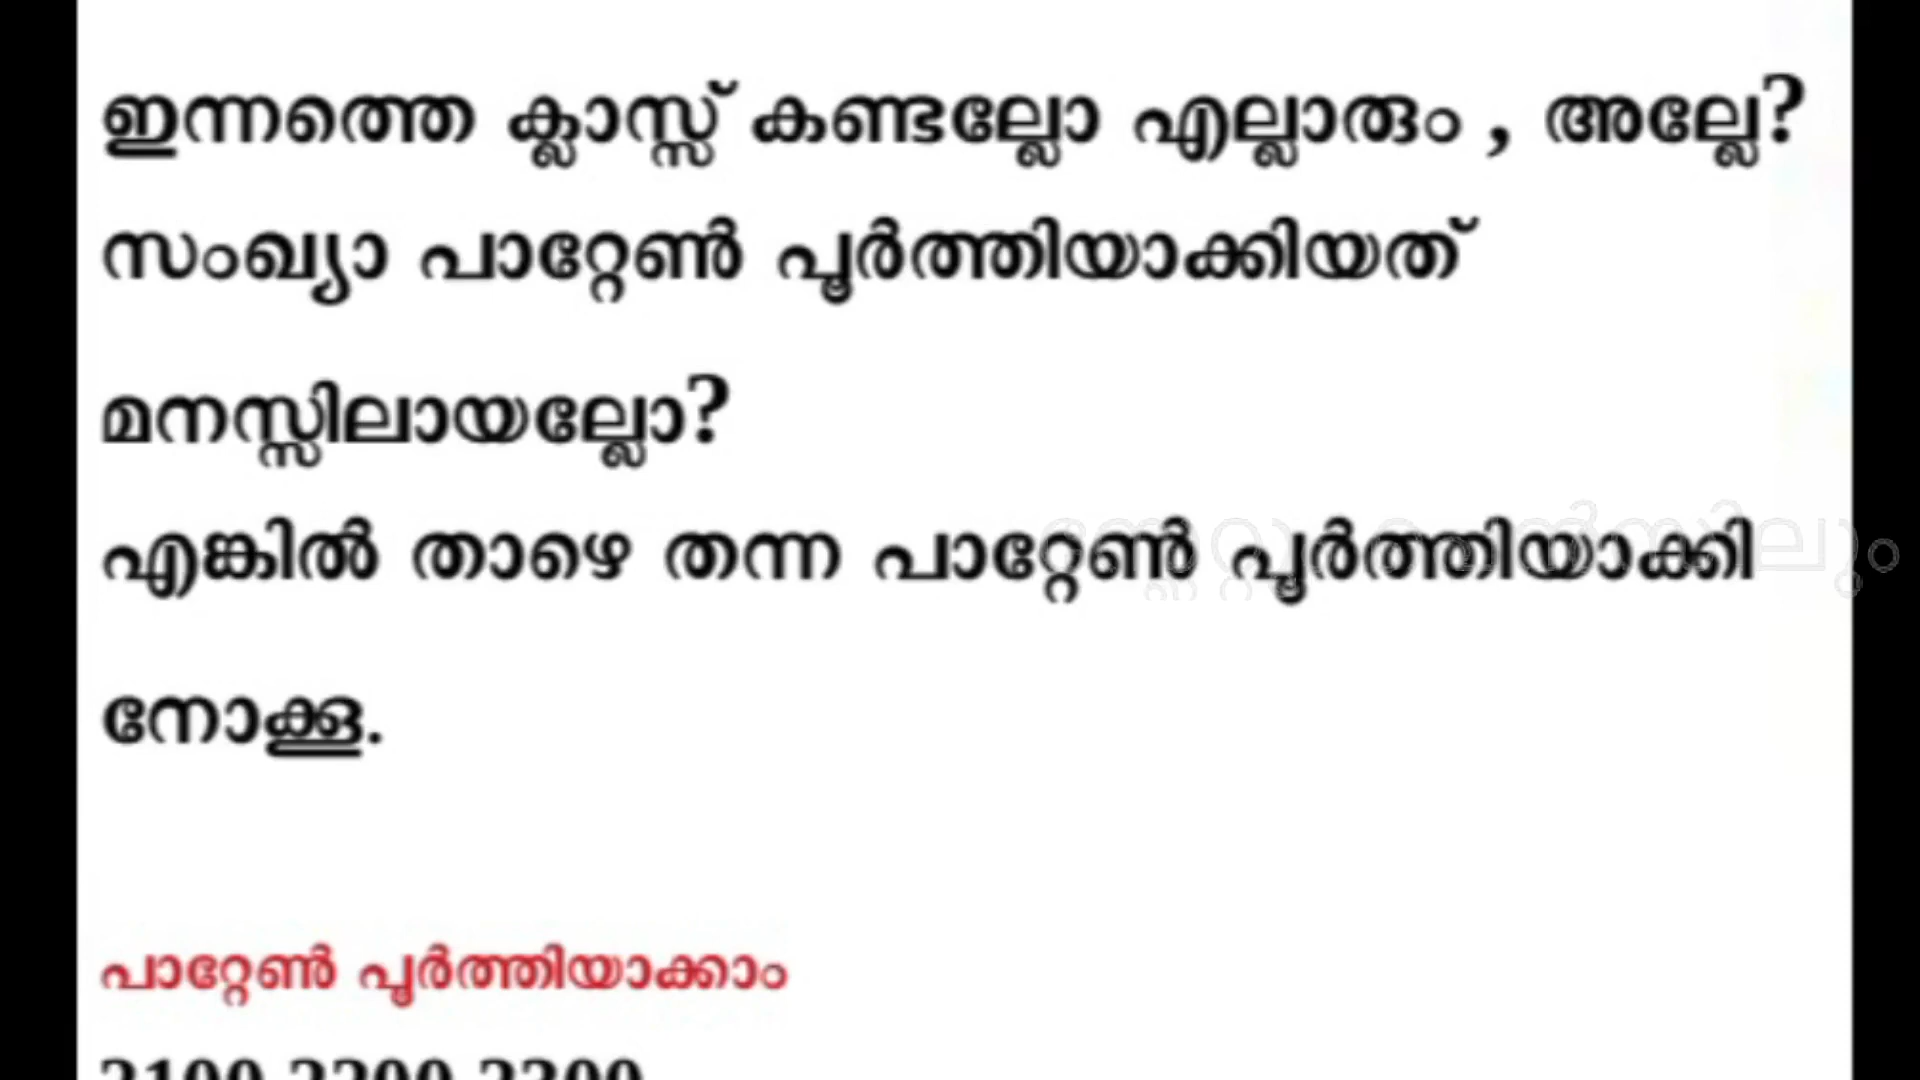 ഇന്നത്തെ ക്ലാസ്സ് കണ്ടല്ലോ എല്ലാരും , അല്ലേ?
സംഖ്യാ പാറ്റേൺ പൂർത്തിയാക്കിയത്
മനസ്സിലായല്ലോ?
എങ്കിൽ താഴെ തന്ന പാറ്റേൺ പൂർത്തിയാക്കി
നോക്കൂ.
പാറ്റേൺ പൂർത്തിയാക്കാം